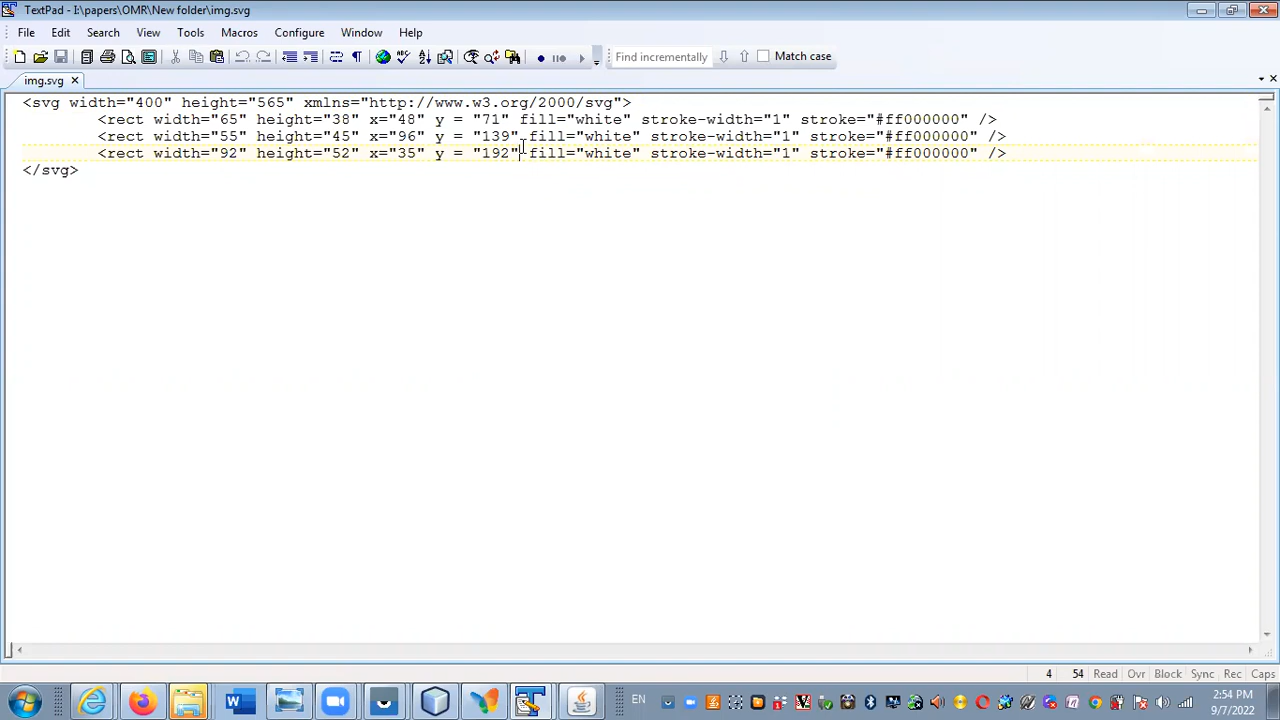 TextPad - I:\papers\OMR\New folder\img.svg
File Edit Search View Tools Macros Configure Window Help
Find incrementally Match case
img.svg
<svg width="400" height="565" xmlns="http://www.w3.org/2000/svg">
<rect width="65" height="38" x="48" y = "71" fill="white" stroke-width="1" stroke="#ff000000" />
<rect width="55" height="45" x="96" y = "139" fill="white" stroke-width="1" stroke="#ff000000" />
<rect width="92" height="52" x="35" y = "192" fill="white" stroke-width="1" stroke="#ff000000" />
</svg>
4 54 Read Ovr Block Sync Rec Caps
EN
2:54 PM
9/7/2022